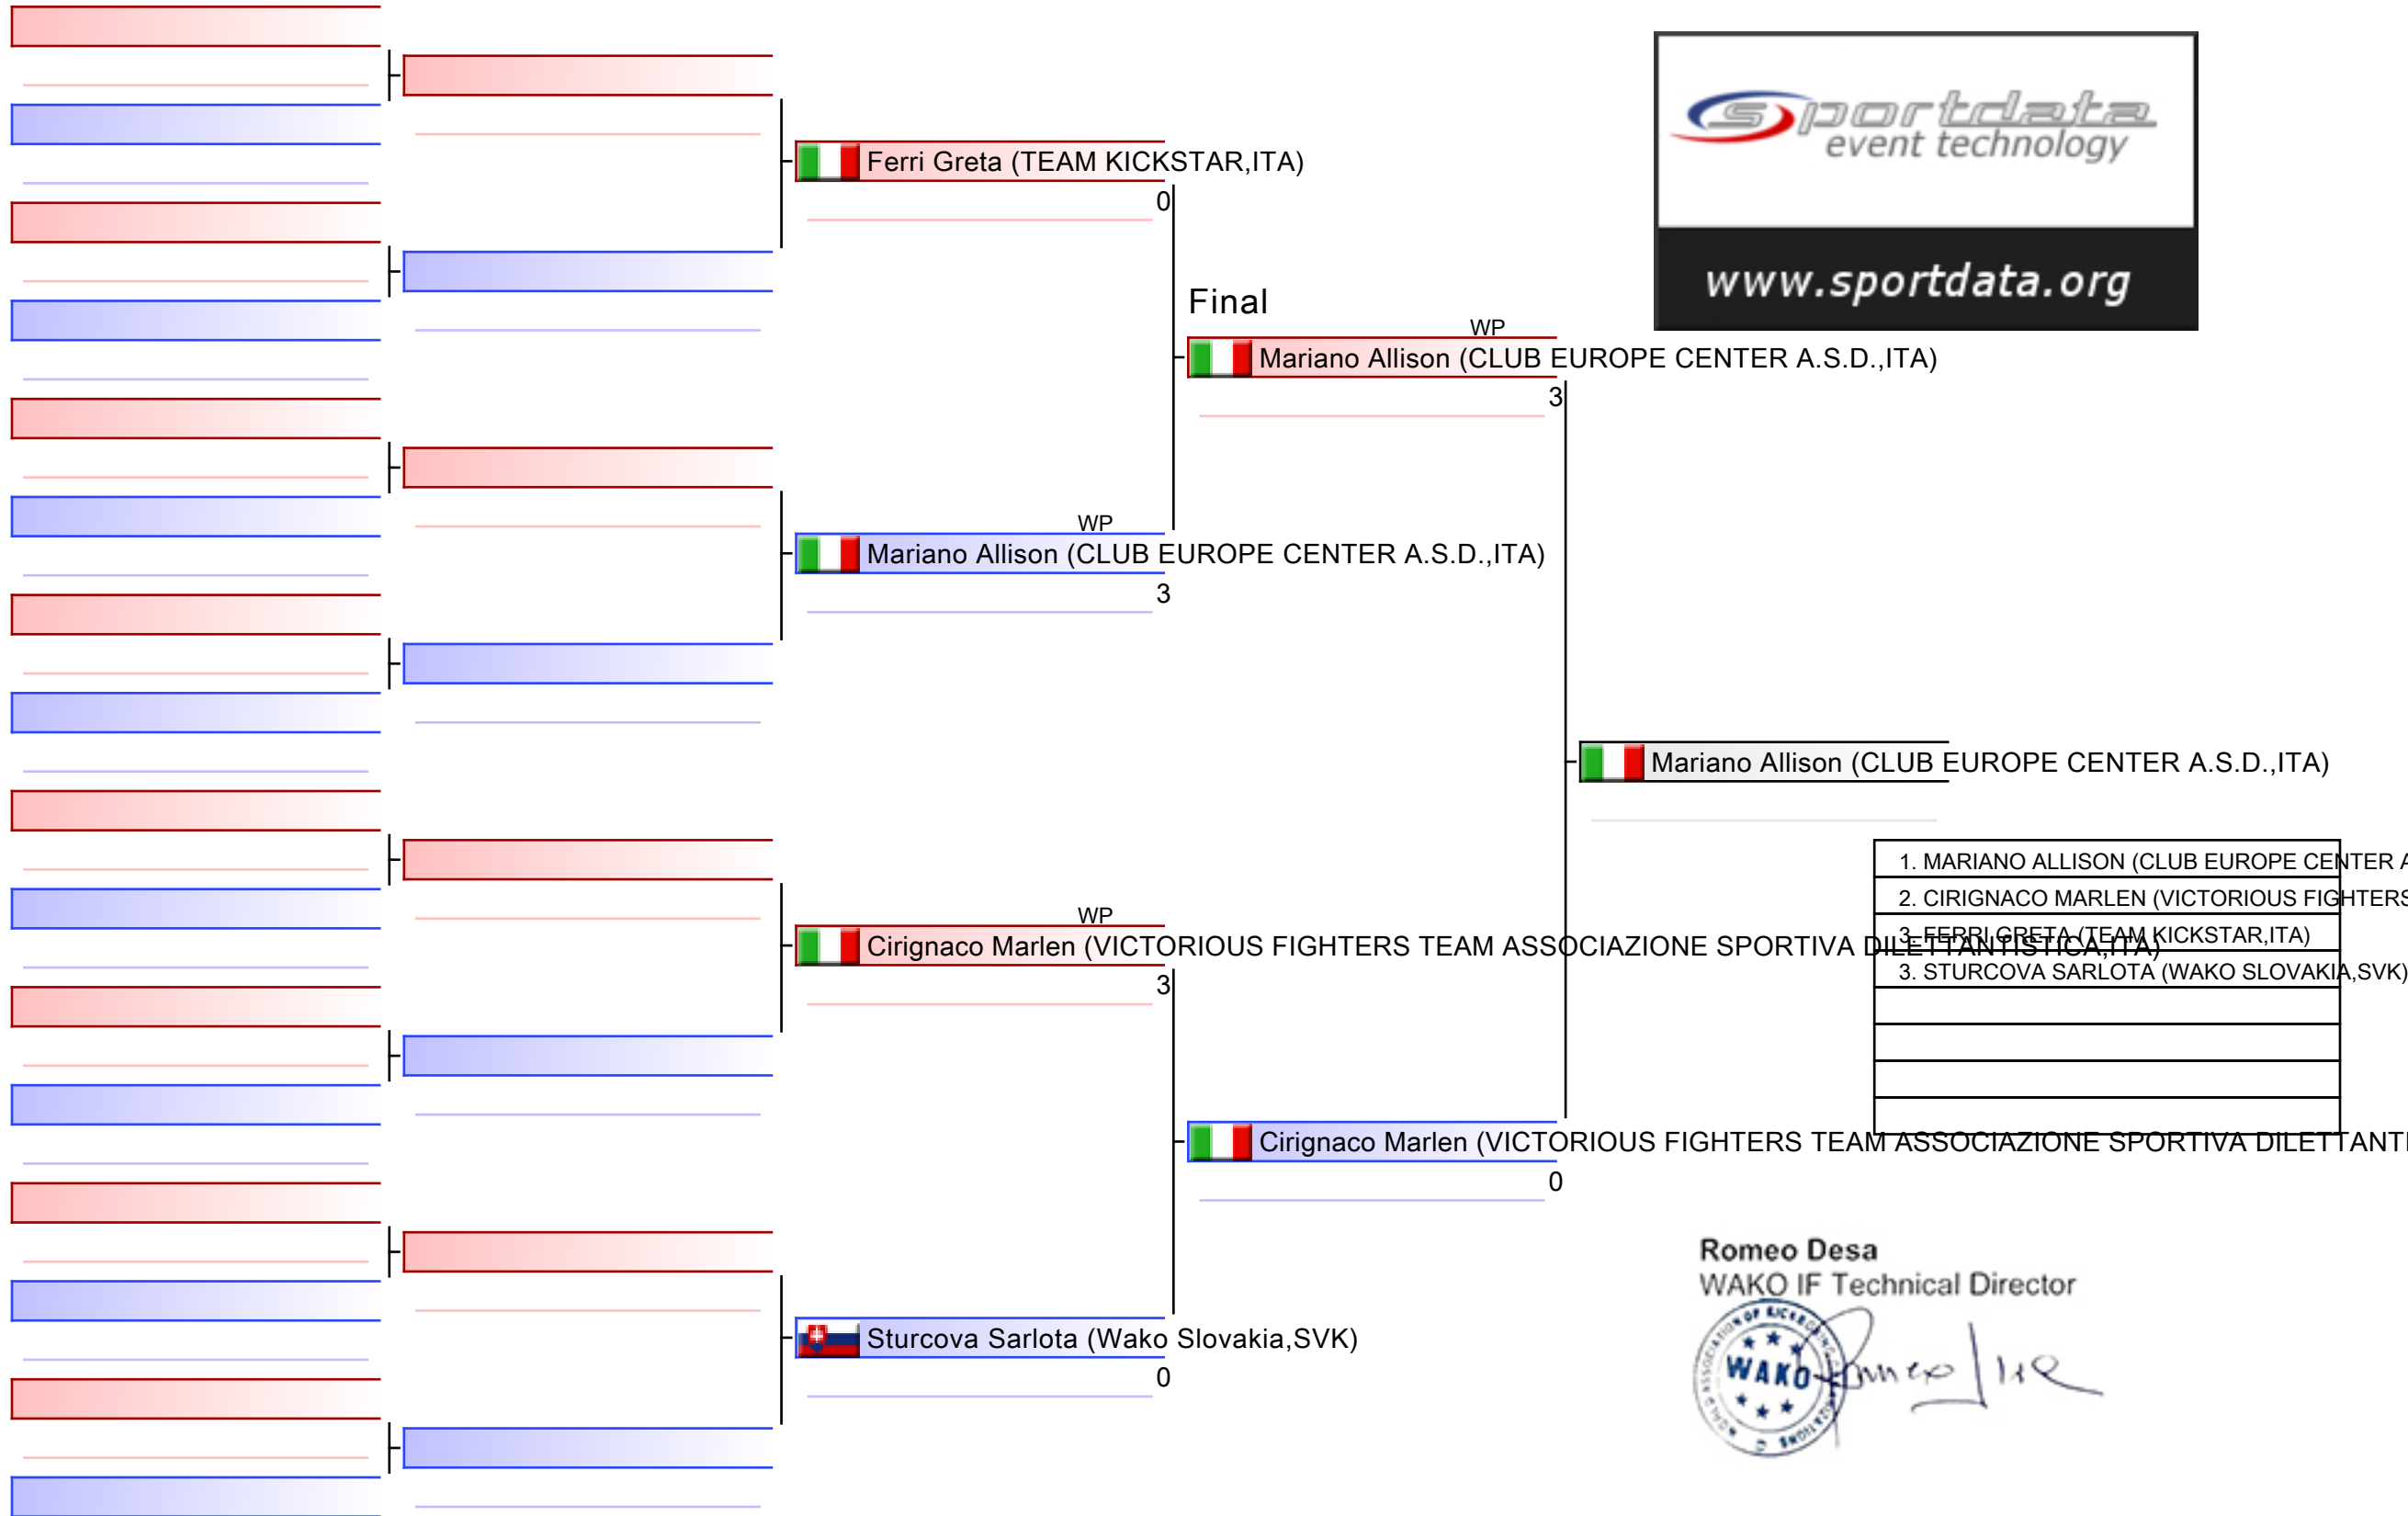 sportdata
event technology
www.sportdata.org
Ferri Greta (TEAM KICKSTAR,ITA)
0
Final
WP
Mariano Allison (CLUB EUROPE CENTER A.S.D.,ITA)
3
WP
Mariano Allison (CLUB EUROPE CENTER A.S.D.,ITA)
3
Mariano Allison (CLUB EUROPE CENTER A.S.D.,ITA)
1. MARIANO ALLISON (CLUB EUROPE CENTER A
2. CIRIGNACO MARLEN (VICTORIOUS FIGHTERS
3. FERRI GRETA (TEAM KICKSTAR,ITA)
3. STURCOVA SARLOTA (WAKO SLOVAKIA,SVK)
WP
Cirignaco Marlen (VICTORIOUS FIGHTERS TEAM ASSOCIAZIONE SPORTIVA DILETTANTISTICA,ITA)
3
Cirignaco Marlen (VICTORIOUS FIGHTERS TEAM ASSOCIAZIONE SPORTIVA DILETTANTI
0
Sturcova Sarlota (Wako Slovakia,SVK)
0
Romeo Desa
WAKO IF Technical Director
WAKO